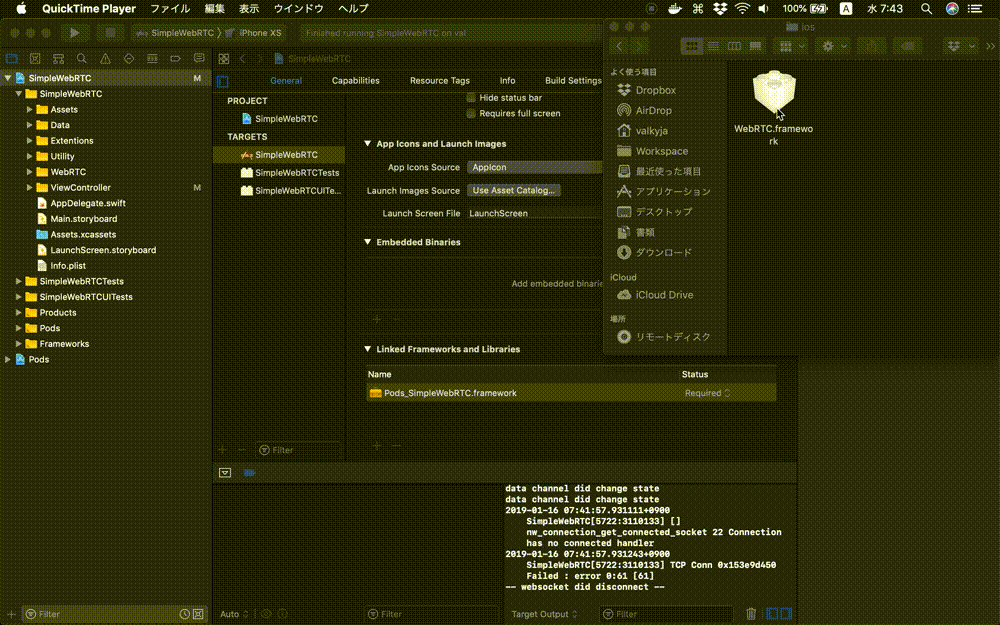 QuickTime Player ファイル 編集 表示 ウインドウ ヘルプ 100% A 水 7:43
SimpleWebRTC 〉 iPhone XS
Finished running SimpleWebRTC on val
ios
SimpleWebRTC M
SimpleWebRTC
Assets
Data
Extentions
Utility
WebRTC
ViewController M
AppDelegate.swift
Main.storyboard
Assets.xcassets
LaunchScreen.storyboard
Info.plist
SimpleWebRTCTests
SimpleWebRTCUITests
Products
Pods
Frameworks
Pods
Filter
SimpleWebRTC
General Capabilities Resource Tags Info Build Settings
PROJECT
SimpleWebRTC
TARGETS
SimpleWebRTC
SimpleWebRTCTests
SimpleWebRTCUITe...
Filter
Hide status bar
Requires full screen
App Icons and Launch Images
App Icons Source AppIcon
Launch Images Source Use Asset Catalog...
Launch Screen File LaunchScreen
Embedded Binaries
Add embedded binarie
Linked Frameworks and Libraries
Name Status
Pods_SimpleWebRTC.framework Required
よく使う項目
Dropbox
AirDrop
valkyja
Workspace
最近使った項目
アプリケーション
デスクトップ
書類
ダウンロード
iCloud
iCloud Drive
場所
リモートディスク
WebRTC.framewo
rk
data channel did change state
data channel did change state
2019-01-16 07:41:57.931111+0900
SimpleWebRTC[5722:3110133] []
nw_connection_get_connected_socket 22 Connection
has no connected handler
2019-01-16 07:41:57.931243+0900
SimpleWebRTC[5722:3110133] TCP Conn 0x153e9d450
Failed : error 0:61 [61]
-- websocket did disconnect --
Auto Filter
Target Output Filter